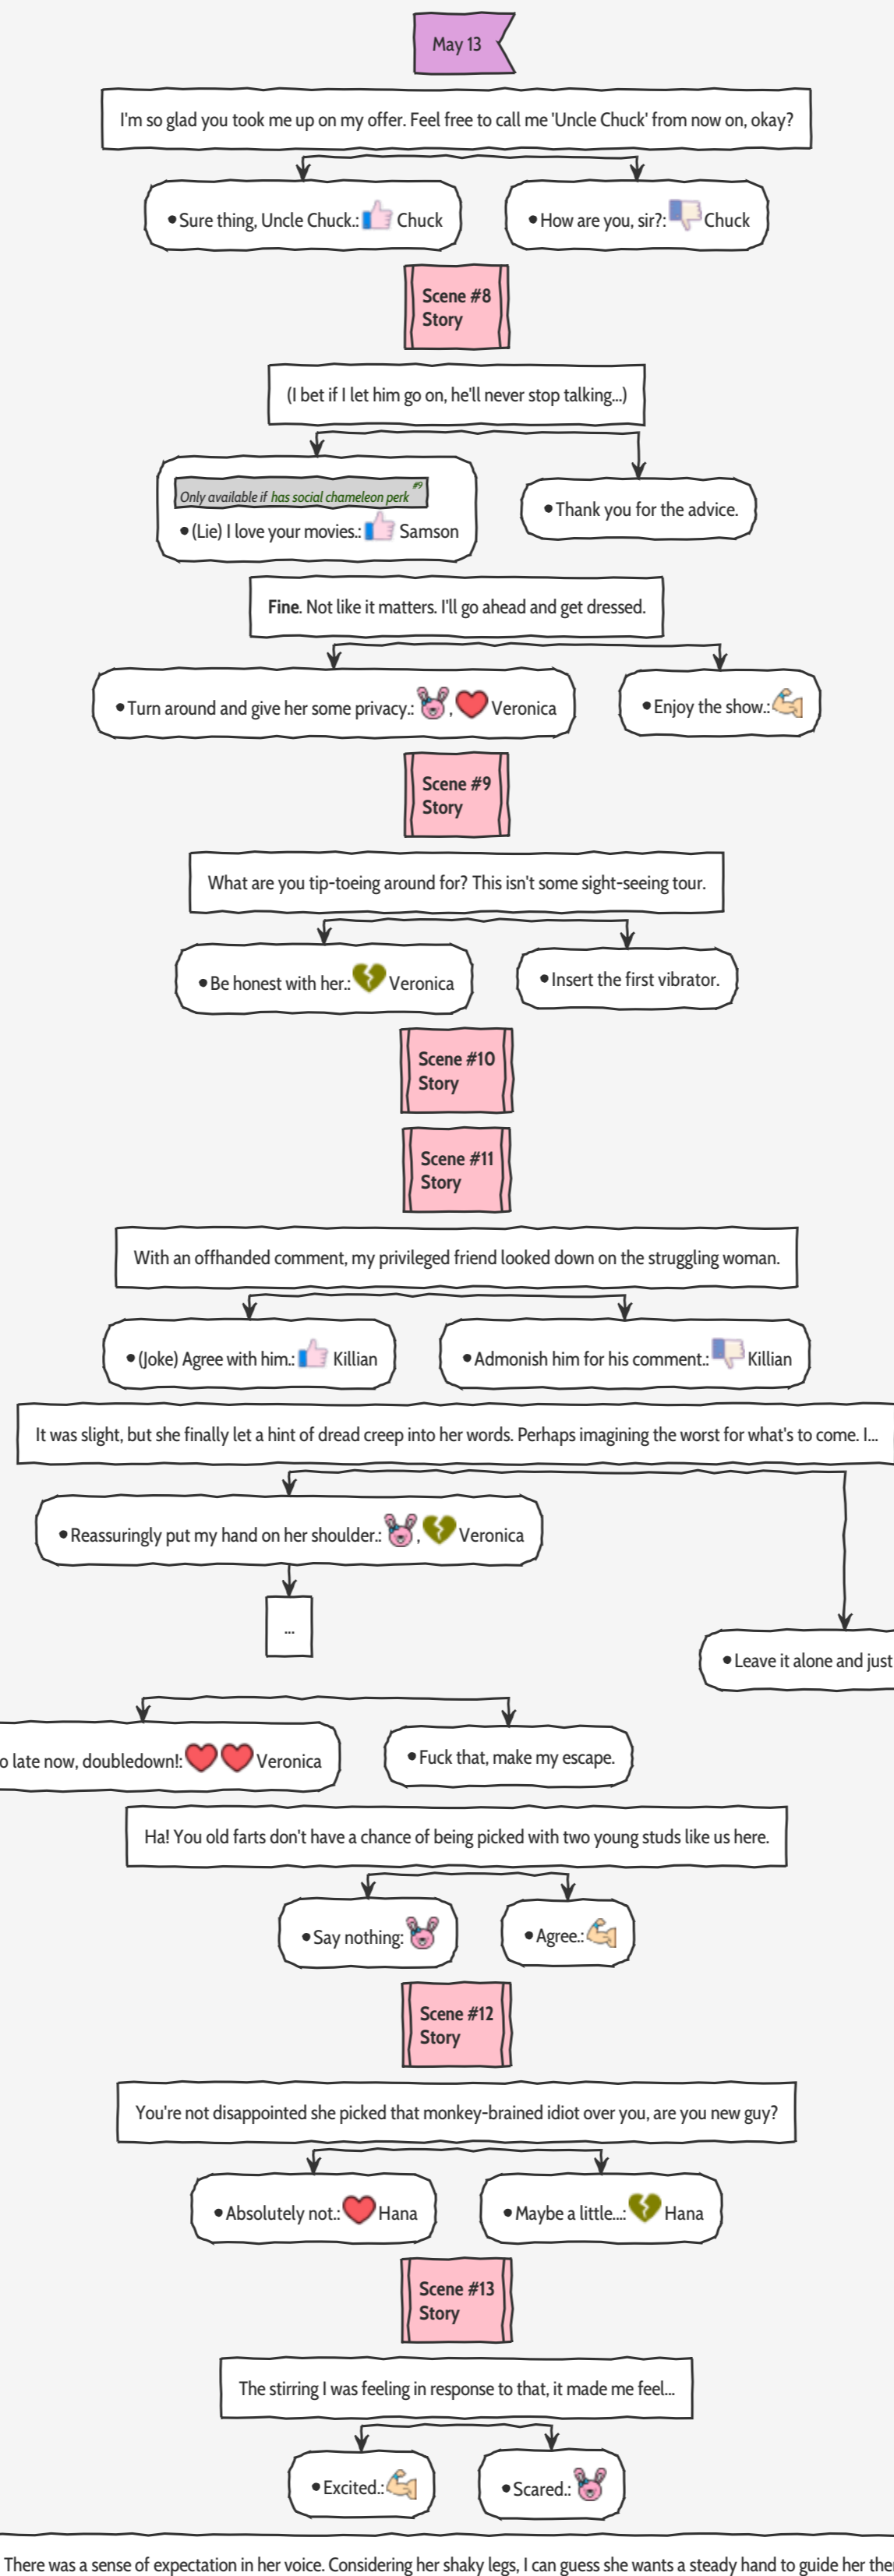 May 13
I'm so glad you took me up on my offer. Feel free to call me 'Uncle Chuck' from now on, okay?
•Sure thing, Uncle Chuck.: Chuck
•How are you, sir?: Chuck
Scene #8
Story
(I bet if I let him go on, he'll never stop talking...)
Only available if has social chameleon perk #9
•(Lie) I love your movies.: Samson
•Thank you for the advice.
Fine. Not like it matters. I'll go ahead and get dressed.
•Turn around and give her some privacy.: , Veronica
•Enjoy the show.:
Scene #9
Story
What are you tip-toeing around for? This isn't some sight-seeing tour.
•Be honest with her.: Veronica
•Insert the first vibrator.
Scene #10
Story
Scene #11
Story
With an offhanded comment, my privileged friend looked down on the struggling woman.
•(Joke) Agree with him.: Killian
•Admonish him for his comment.: Killian
It was slight, but she finally let a hint of dread creep into her words. Perhaps imagining the worst for what's to come. I...
•Reassuringly put my hand on her shoulder.: , Veronica
...
•Leave it alone and just
o late now, doubledown!: Veronica
•Fuck that, make my escape.
Ha! You old farts don't have a chance of being picked with two young studs like us here.
•Say nothing:
•Agree.:
Scene #12
Story
You're not disappointed she picked that monkey-brained idiot over you, are you new guy?
•Absolutely not.: Hana
•Maybe a little...: Hana
Scene #13
Story
The stirring I was feeling in response to that, it made me feel...
•Excited.:
•Scared.:
There was a sense of expectation in her voice. Considering her shaky legs, I can guess she wants a steady hand to guide her the